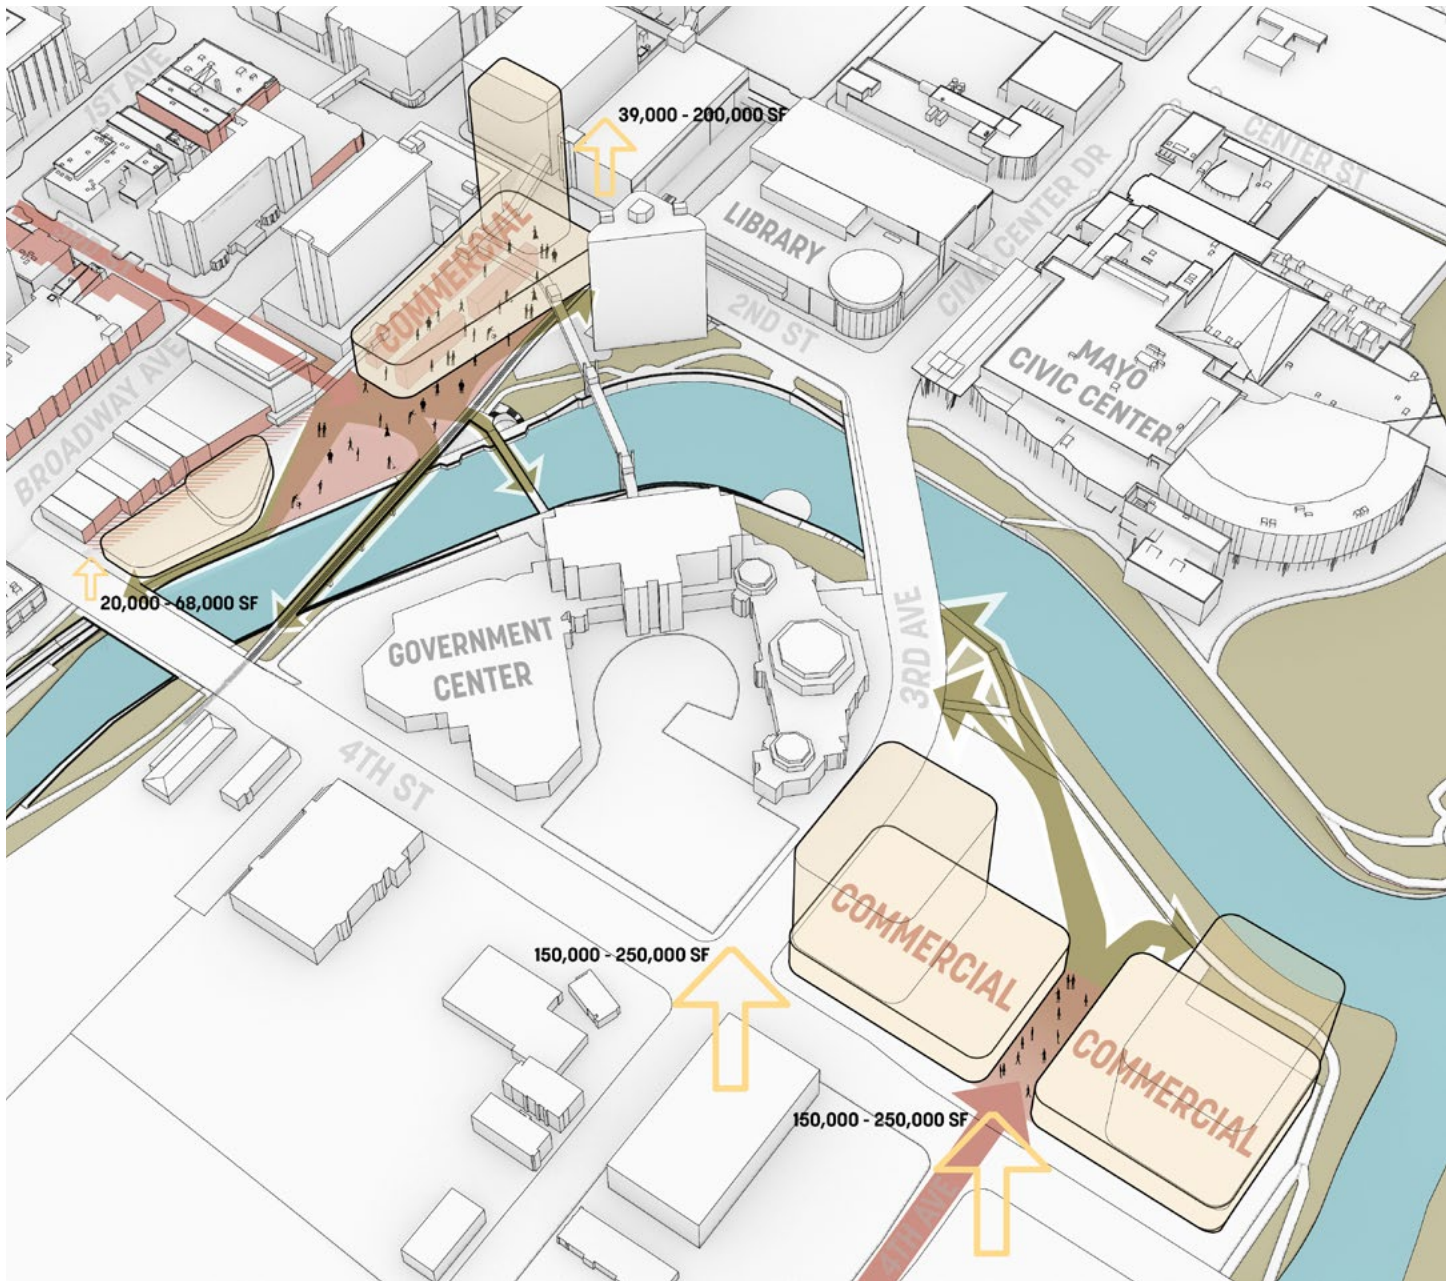 1ST AVE
39,000 - 200,000 SF
CENTER ST
COMMERCIAL
LIBRARY
CIVIC CENTER DR
2ND ST
BROADWAY AVE
MAYO
CIVIC CENTER
20,000 - 68,000 SF
GOVERNMENT
CENTER
3RD AVE
4TH ST
COMMERCIAL
150,000 - 250,000 SF
COMMERCIAL
150,000 - 250,000 SF
4TH AVE